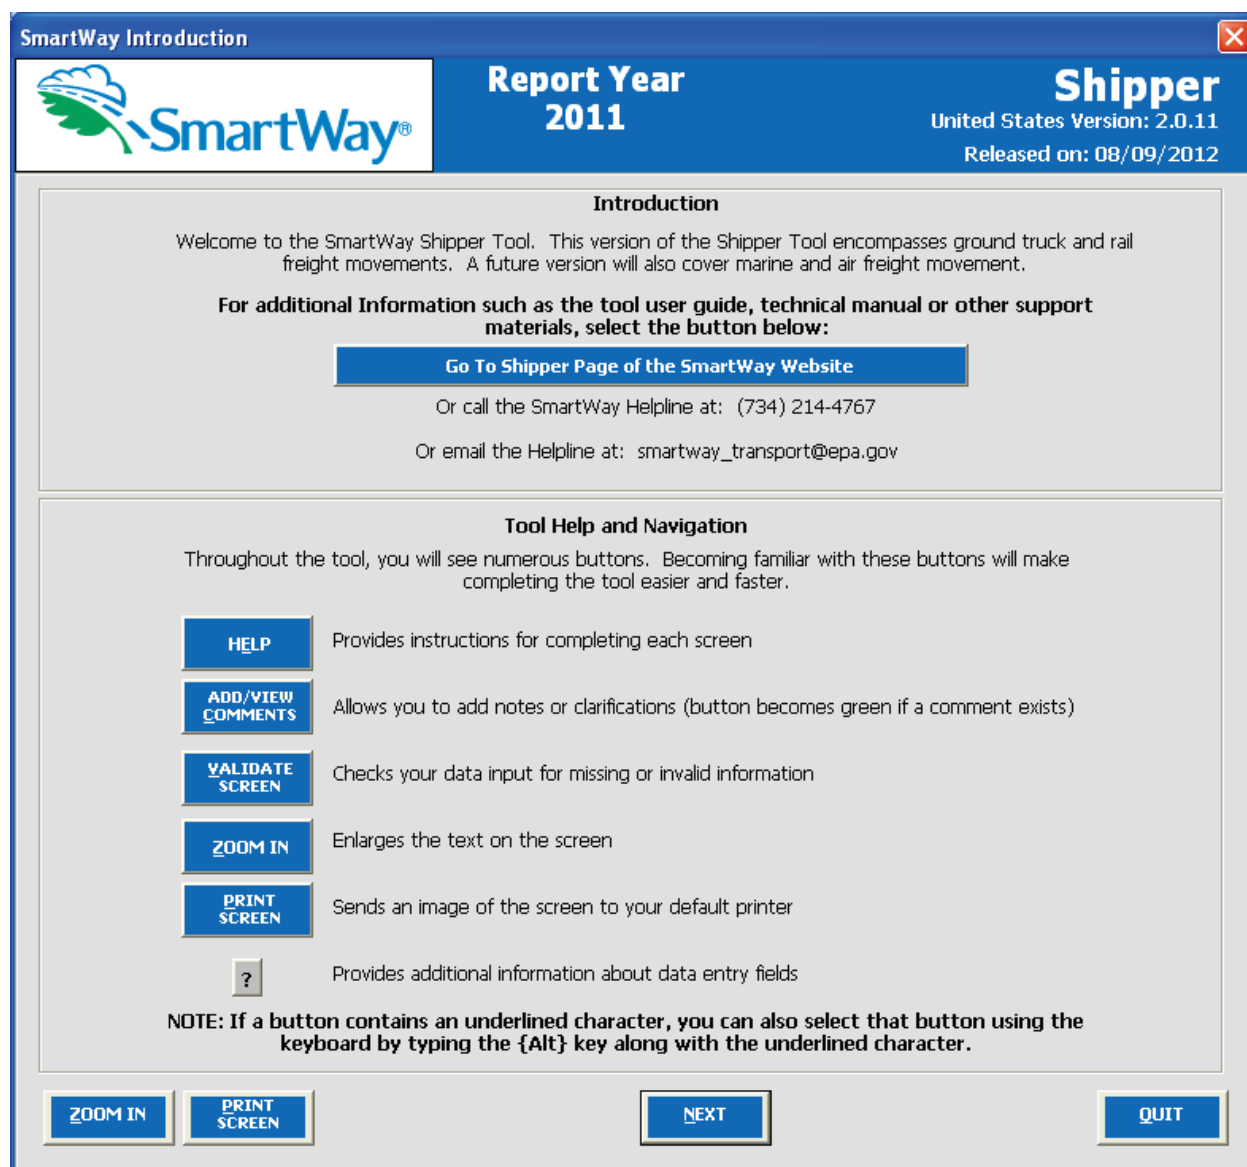 SmartWay Introduction
SmartWay®
Report Year
2011
Shipper
United States Version: 2.0.11
Released on: 08/09/2012
Introduction
Welcome to the SmartWay Shipper Tool.  This version of the Shipper Tool encompasses ground truck and rail
freight movements.  A future version will also cover marine and air freight movement.
For additional Information such as the tool user guide, technical manual or other support
materials, select the button below:
Go To Shipper Page of the SmartWay Website
Or call the SmartWay Helpline at:  (734) 214-4767
Or email the Helpline at:  smartway_transport@epa.gov
Tool Help and Navigation
Throughout the tool, you will see numerous buttons.  Becoming familiar with these buttons will make
completing the tool easier and faster.
HELP
Provides instructions for completing each screen
ADD/VIEW
COMMENTS
Allows you to add notes or clarifications (button becomes green if a comment exists)
VALIDATE
SCREEN
Checks your data input for missing or invalid information
ZOOM IN
Enlarges the text on the screen
PRINT
SCREEN
Sends an image of the screen to your default printer
?
Provides additional information about data entry fields
NOTE: If a button contains an underlined character, you can also select that button using the
keyboard by typing the {Alt} key along with the underlined character.
ZOOM IN
PRINT
SCREEN
NEXT
QUIT